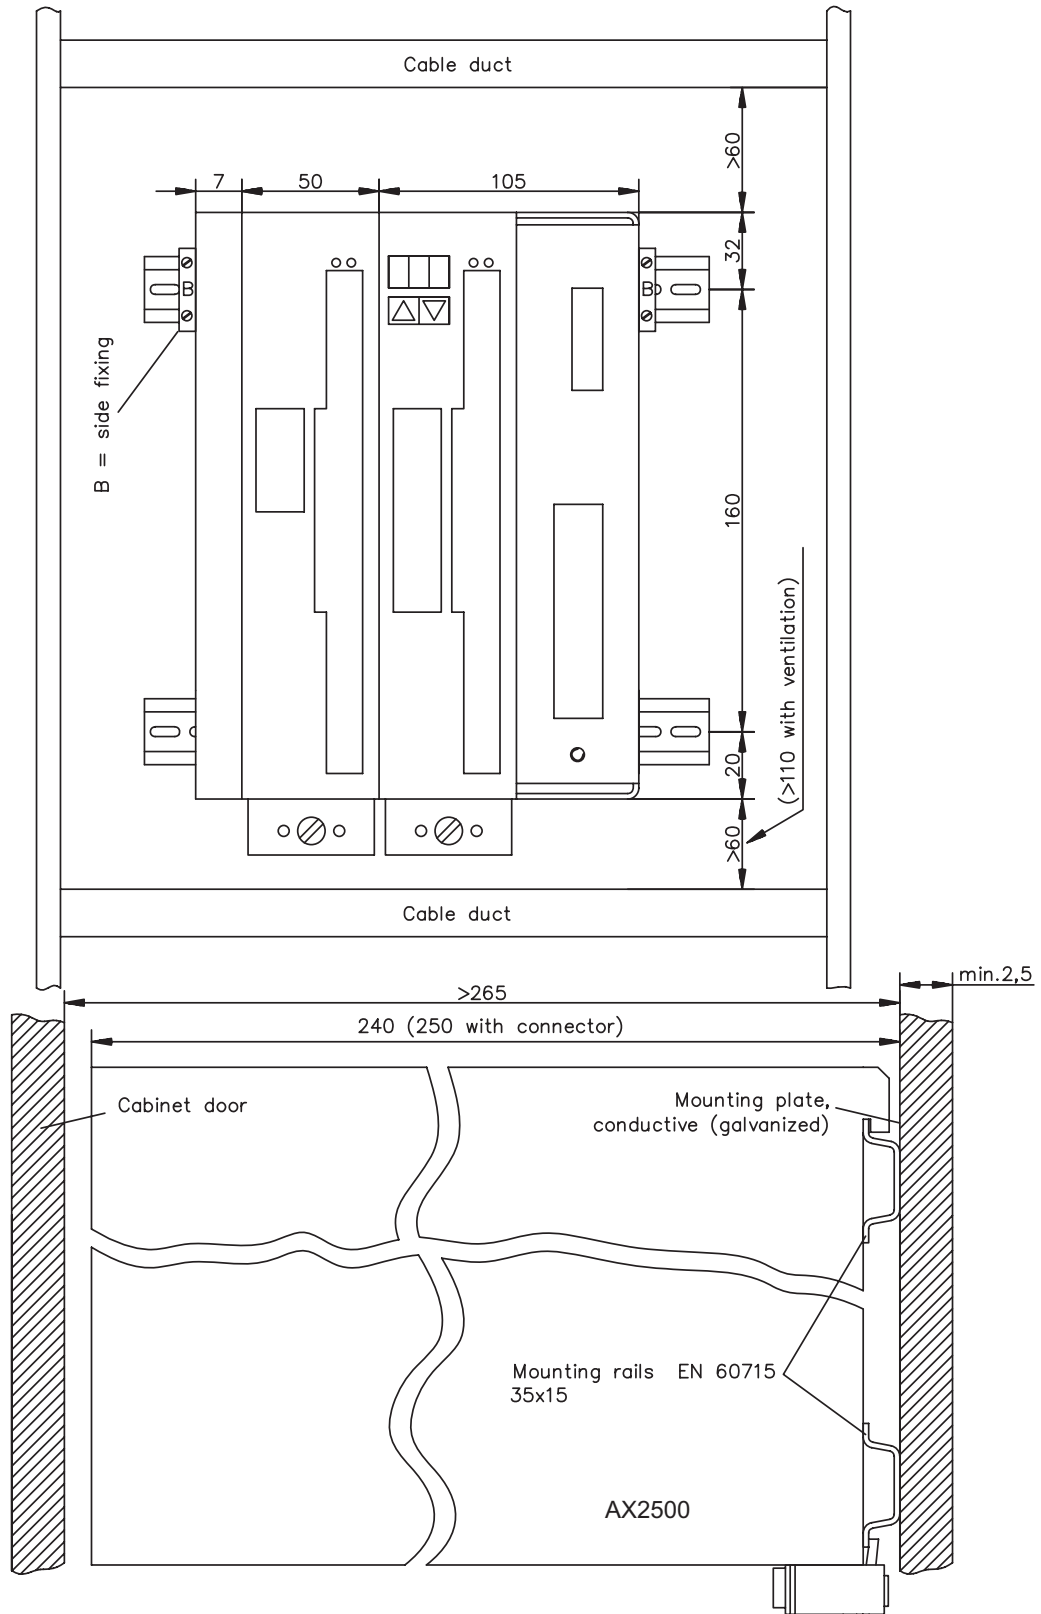 Cable duct
>60
7
50
105
32
B
B
B = side fixing
160
(>110 with ventilation)
20
>60
Cable duct
min.2,5
>265
240 (250 with connector)
Cabinet door
Mounting plate,
conductive (galvanized)
Mounting rails EN 60715
35x15
AX2500